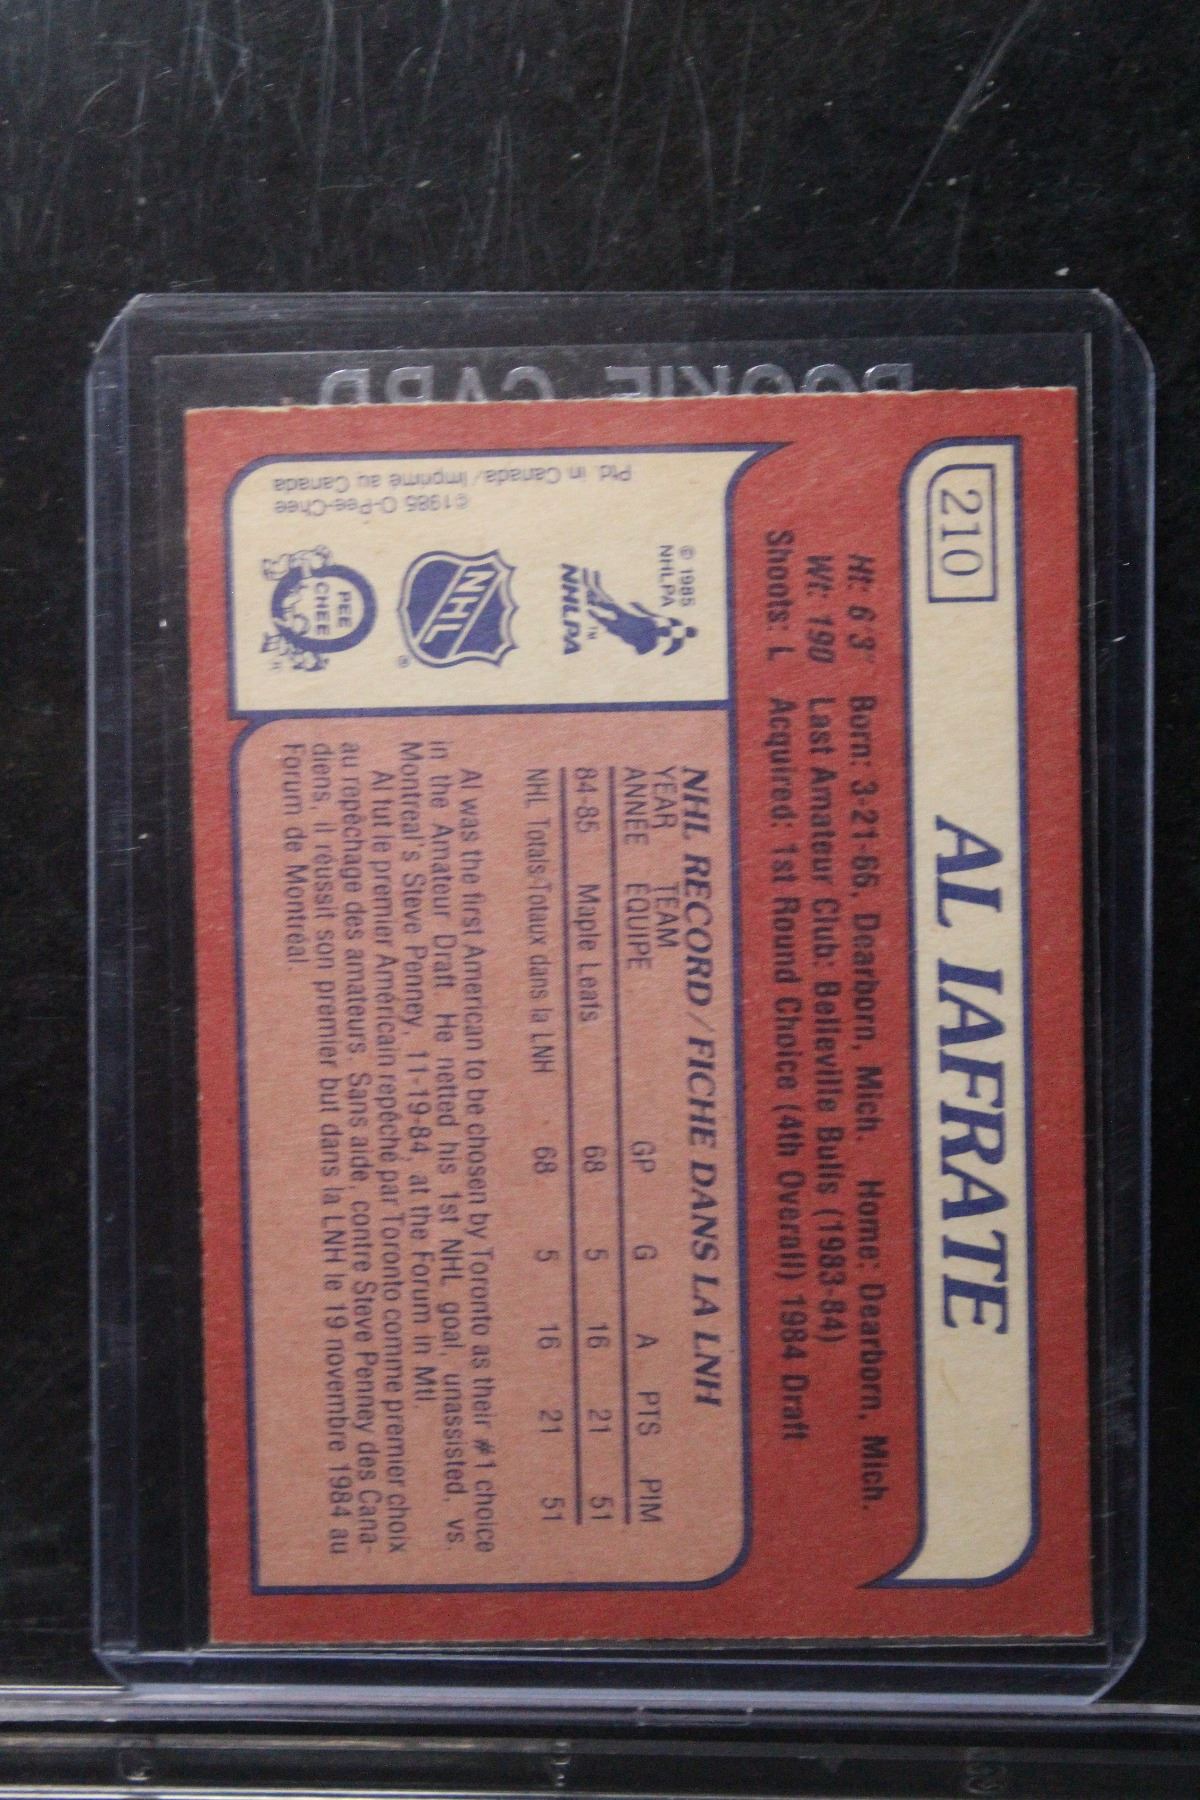 ROOKIE CARD
210
AL IAFRATE
Ht: 6'3" Born: 3-21-66, Dearborn, Mich. Home: Dearborn, Mich.
Wt: 190 Last Amateur Club: Belleville Bulls (1983-84)
Shoots: L Acquired: 1st Round Choice (4th Overall) 1984 Draft
© 1985
NHLPA
NHLPA™
NHL®
PEE
CHEE
©1985 O-Pee-Chee
Ptd. in Canada/Imprimé au Canada
NHL RECORD/FICHE DANS LA LNH
YEAR TEAM
ANNÉE ÉQUIPE GP G A PTS PIM
84-85 Maple Leafs 68 5 16 21 51
NHL Totals-Totaux dans la LNH 68 5 16 21 51
Al was the first American to be chosen by Toronto as their #1 choice
in the Amateur Draft. He netted his 1st NHL goal, unassisted, vs.
Montreal's Steve Penney, 11-19-84, at the Forum in Mtl.
Al fut le premier Américain repêché par Toronto comme premier choix
au repêchage des amateurs. Sans aide, contre Steve Penney des Cana-
diens, il réussit son premier but dans la LNH le 19 novembre 1984 au
Forum de Montréal.